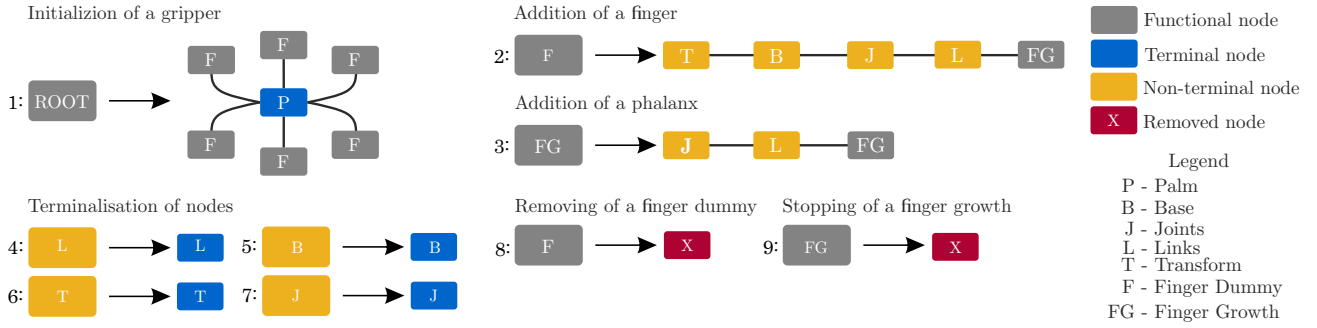 Initializion of a gripper
1:
ROOT
F
F
F
P
F
F
F
Addition of a finger
2:
F
T
B
J
L
FG
Addition of a phalanx
3:
FG
J
L
FG
Functional node
Terminal node
Non-terminal node
X
Removed node
Legend
P - Palm
B - Base
J - Joints
L - Links
T - Transform
F - Finger Dummy
FG - Finger Growth
Terminalisation of nodes
4:
L
L
5:
B
B
6:
T
T
7:
J
J
Removing of a finger dummy
8:
F
X
Stopping of a finger growth
9:
FG
X